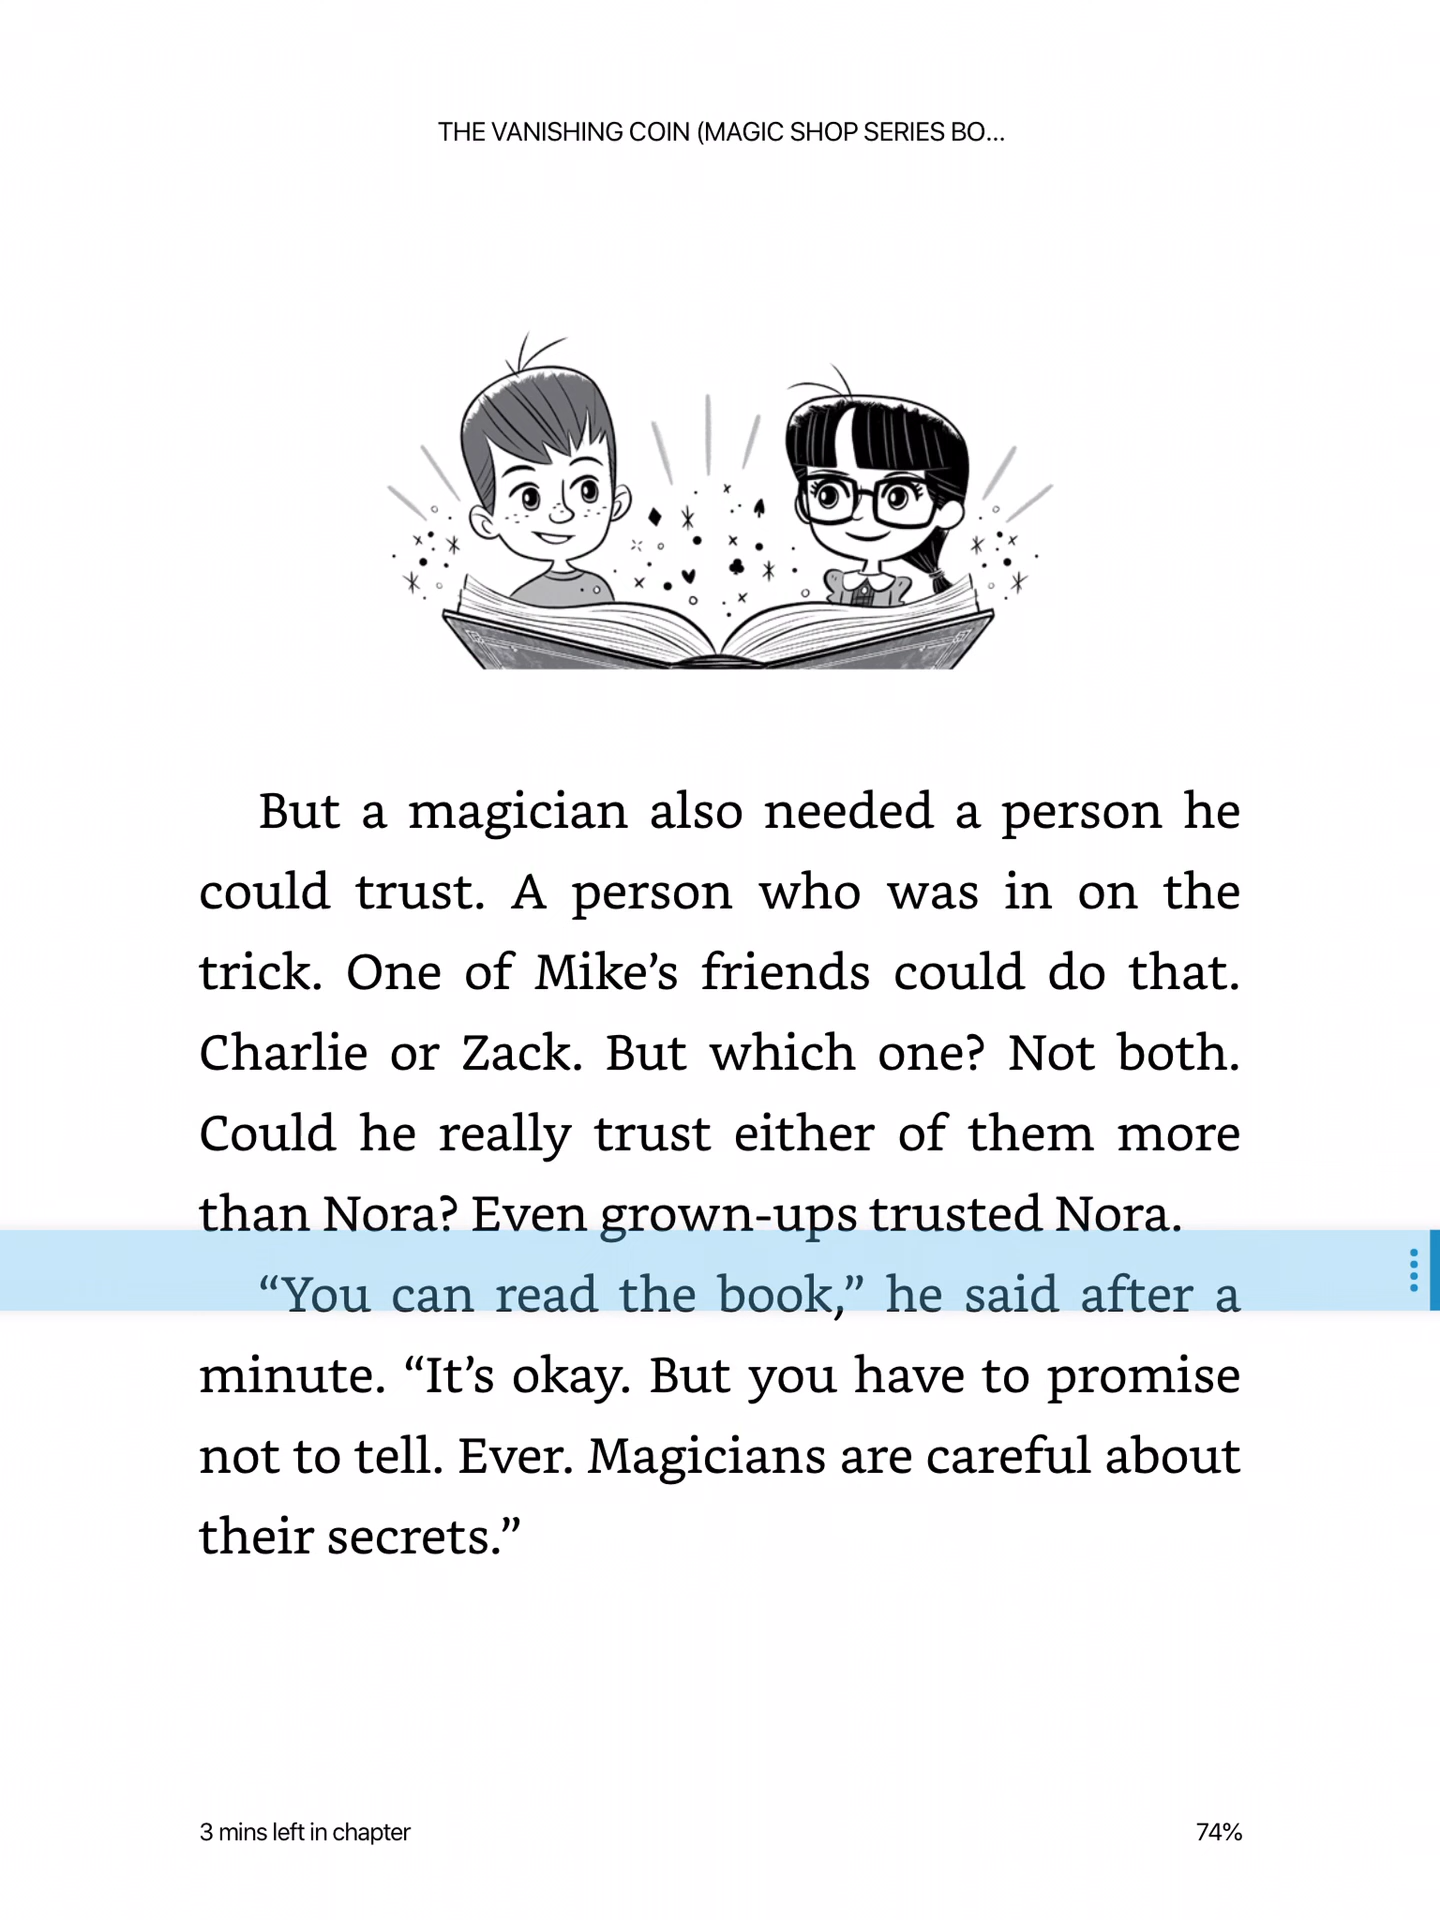 THE VANISHING COIN (MAGIC SHOP SERIES BO...
But a magician also needed a person he
could trust. A person who was in on the
trick. One of Mike’s friends could do that.
Charlie or Zack. But which one? Not both.
Could he really trust either of them more
than Nora? Even grown-ups trusted Nora.
“You can read the book,” he said after a
minute. “It’s okay. But you have to promise
not to tell. Ever. Magicians are careful about
their secrets.”
3 mins left in chapter
74%